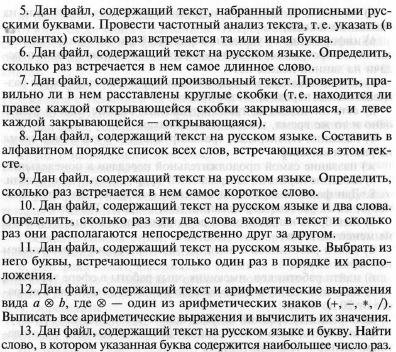 5. Дан файл, содержащий текст, набранный прописными рус-
скими буквами. Провести частотный анализ текста, т. е. указать (в
процентах) сколько раз встречается та или иная буква.
6. Дан файл, содержащий текст на русском языке. Определить,
сколько раз встречается в нем самое длинное слово.
7. Дан файл, содержащий произвольный текст. Проверить, пра-
вильно ли в нем расставлены круглые скобки (т. е. находится ли
правее каждой открывающейся скобки закрывающаяся, и левее
каждой закрывающейся — открывающаяся).
8. Дан файл, содержащий текст на русском языке. Составить в
алфавитном порядке список всех слов, встречающихся в этом тек-
сте.
9. Дан файл, содержащий текст на русском языке. Определить,
сколько раз встречается в нем самое короткое слово.
10. Дан файл, содержащий текст на русском языке и два слова.
Определить, сколько раз эти два слова входят в текст и сколько
раз они располагаются непосредственно друг за другом.
11. Дан файл, содержащий текст на русском языке. Выбрать из
него буквы, встречающиеся только один раз в порядке их распо-
ложения.
12. Дан файл, содержащий текст и арифметические выражения
вида a ⊗ b, где ⊗ — один из арифметических знаков (+, −, *, /).
Выписать все арифметические выражения и вычислить их значения.
13. Дан файл, содержащий текст на русском языке и букву. Найти
слово, в котором указанная буква содержится наибольшее число раз.